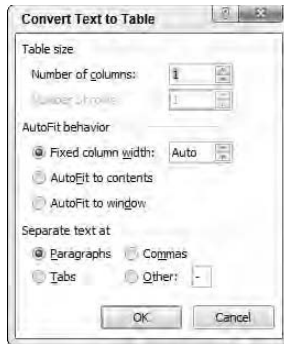 Convert Text to Table
Table size
Number of columns: 1
Number of rows: 1
AutoFit behavior
Fixed column width: Auto
AutoFit to contents
AutoFit to window
Separate text at
Paragraphs Commas
Tabs Other: -
OK Cancel